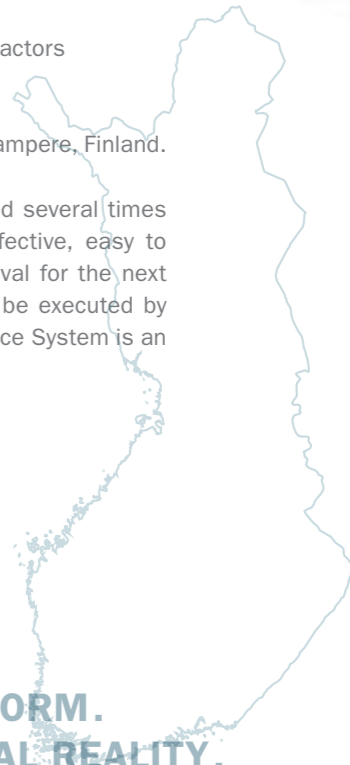 actors
ampere, Finland.
d several times
fective, easy to
val for the next
be executed by
ce System is an
ORM.
AL REALITY.